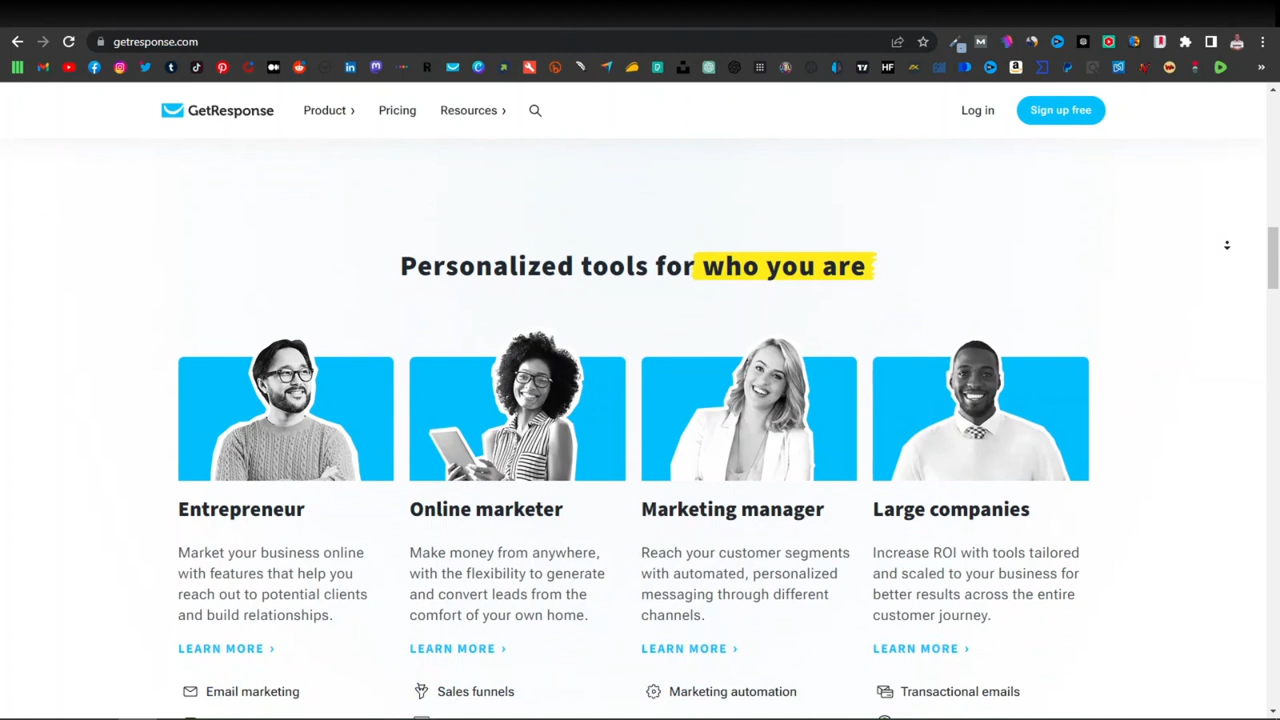 getresponse.com
GetResponse Product › Pricing Resources › Log in Sign up free
Personalized tools for who you are
Entrepreneur
Market your business online
with features that help you
reach out to potential clients
and build relationships.
LEARN MORE ›
Email marketing
Online marketer
Make money from anywhere,
with the flexibility to generate
and convert leads from the
comfort of your own home.
LEARN MORE ›
Sales funnels
Marketing manager
Reach your customer segments
with automated, personalized
messaging through different
channels.
LEARN MORE ›
Marketing automation
Large companies
Increase ROI with tools tailored
and scaled to your business for
better results across the entire
customer journey.
LEARN MORE ›
Transactional emails